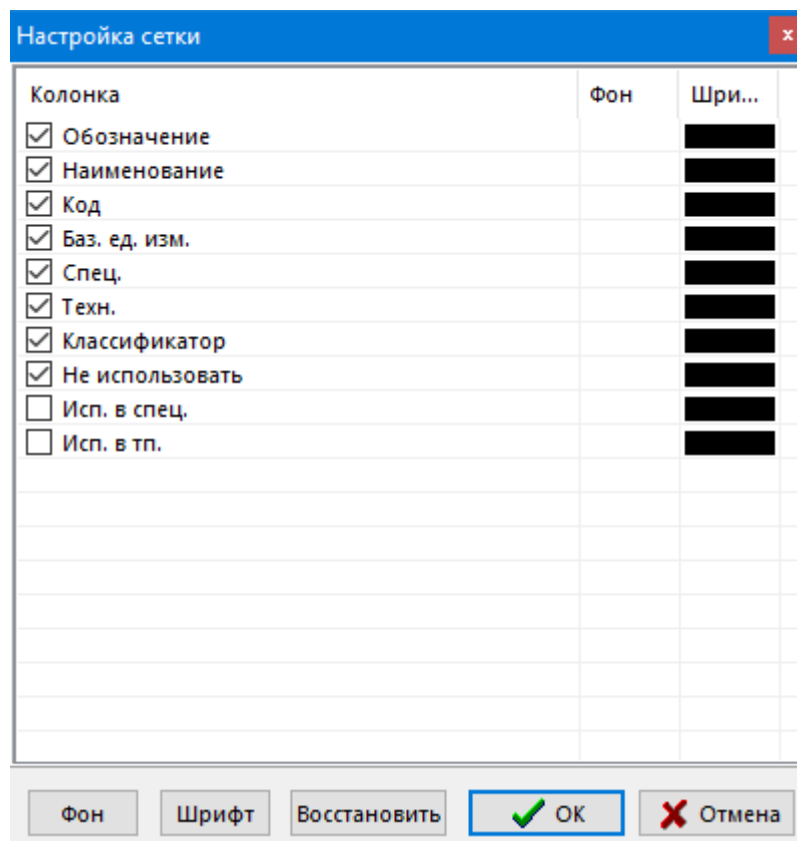 Настройка сетки
x
Колонка Фон Шри...
Обозначение
Наименование
Код
Баз. ед. изм.
Спец.
Техн.
Классификатор
Не использовать
Исп. в спец.
Исп. в тп.
Фон Шрифт Восстановить OK Отмена